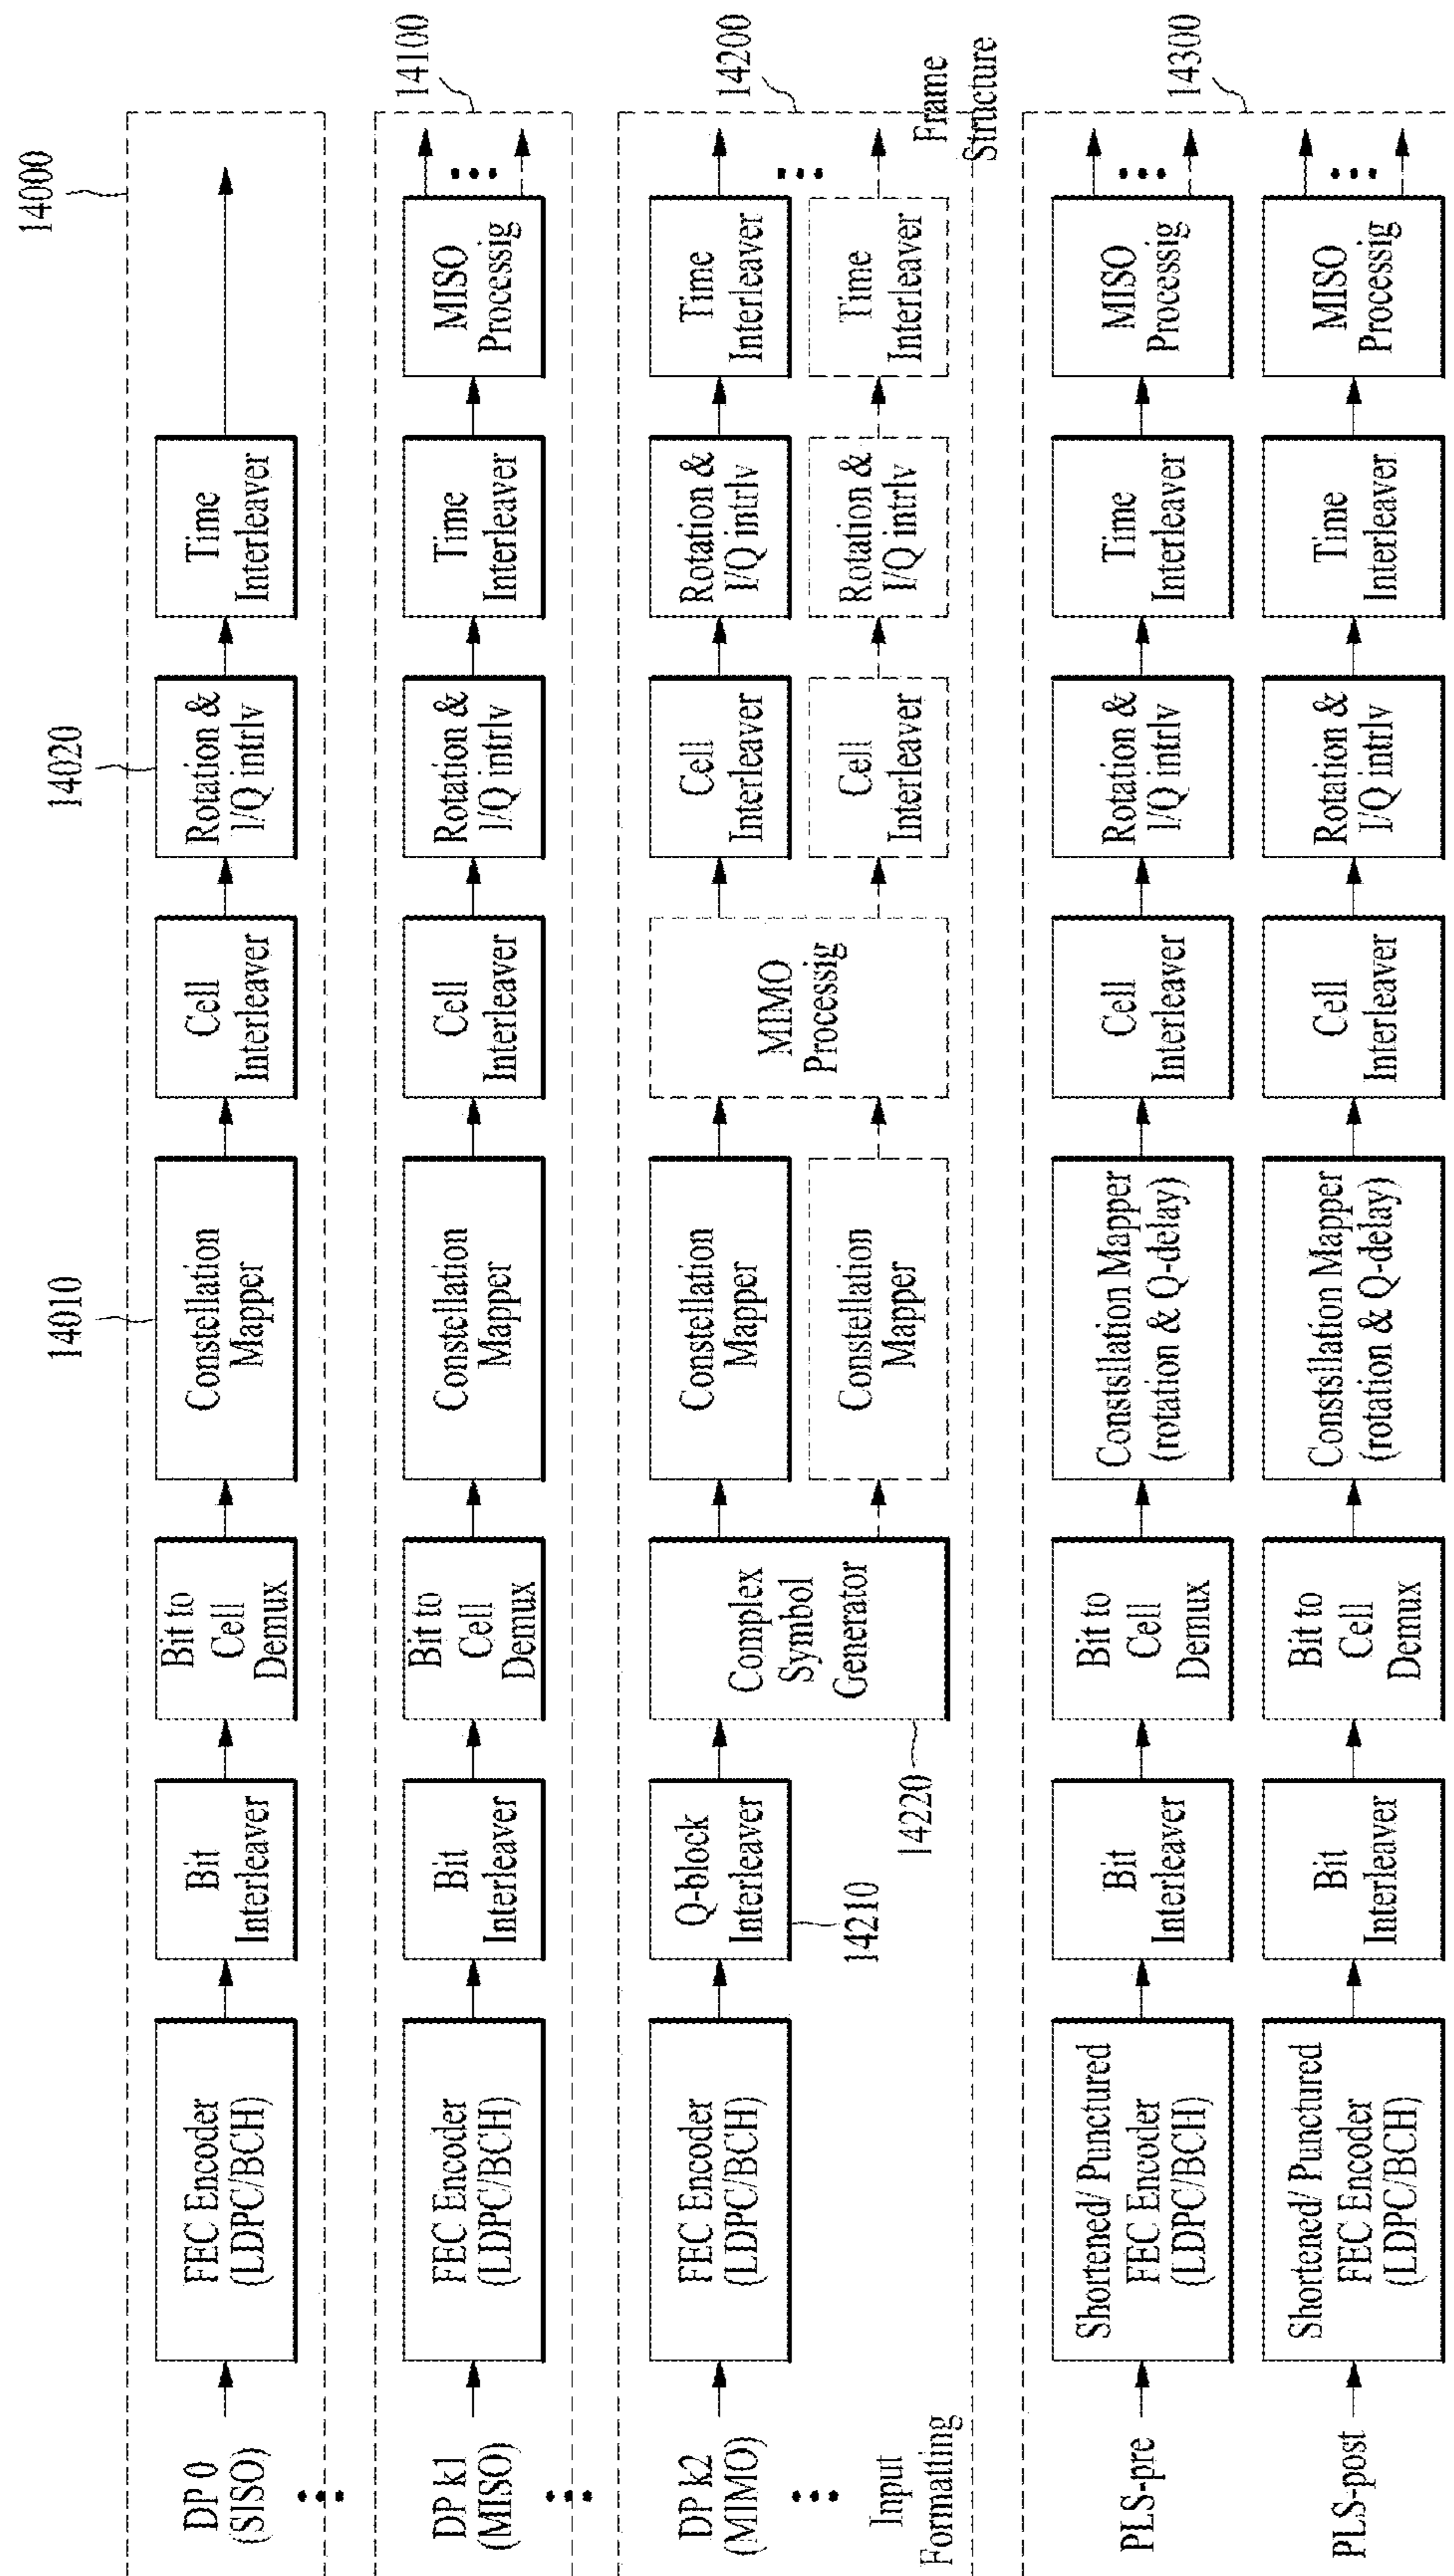 14000
DP 0
(SISO)
FEC Encoder
(LDPC/BCH)
Bit
Interleaver
Bit to
Cell
Demux
14010
Constellation
Mapper
Cell
Interleaver
14020
Rotation &
I/Q intrlv
Time
Interleaver
14100
DP k1
(MISO)
FEC Encoder
(LDPC/BCH)
Bit
Interleaver
Bit to
Cell
Demux
Constellation
Mapper
Cell
Interleaver
Rotation &
I/Q intrlv
Time
Interleaver
MISO
Processig
14200
DP k2
(MIMO)
FEC Encoder
(LDPC/BCH)
Q-block
Interleaver
14210
Complex
Symbol
Generator
14220
Constellation
Mapper
Constellation
Mapper
MIMO
Processig
Cell
Interleaver
Cell
Interleaver
Rotation &
I/Q intrlv
Rotation &
I/Q intrlv
Time
Interleaver
Time
Interleaver
Input
Formatting
Frame
Structure
14300
PLS-pre
Shortened/ Punctured
FEC Encoder
(LDPC/BCH)
Bit
Interleaver
Bit to
Cell
Demux
Constsilation Mapper
(rotation & Q-delay)
Cell
Interleaver
Rotation &
I/Q intrlv
Time
Interleaver
MISO
Processig
PLS-post
Shortened/ Punctured
FEC Encoder
(LDPC/BCH)
Bit
Interleaver
Bit to
Cell
Demux
Constsilation Mapper
(rotation & Q-delay)
Cell
Interleaver
Rotation &
I/Q intrlv
Time
Interleaver
MISO
Processig